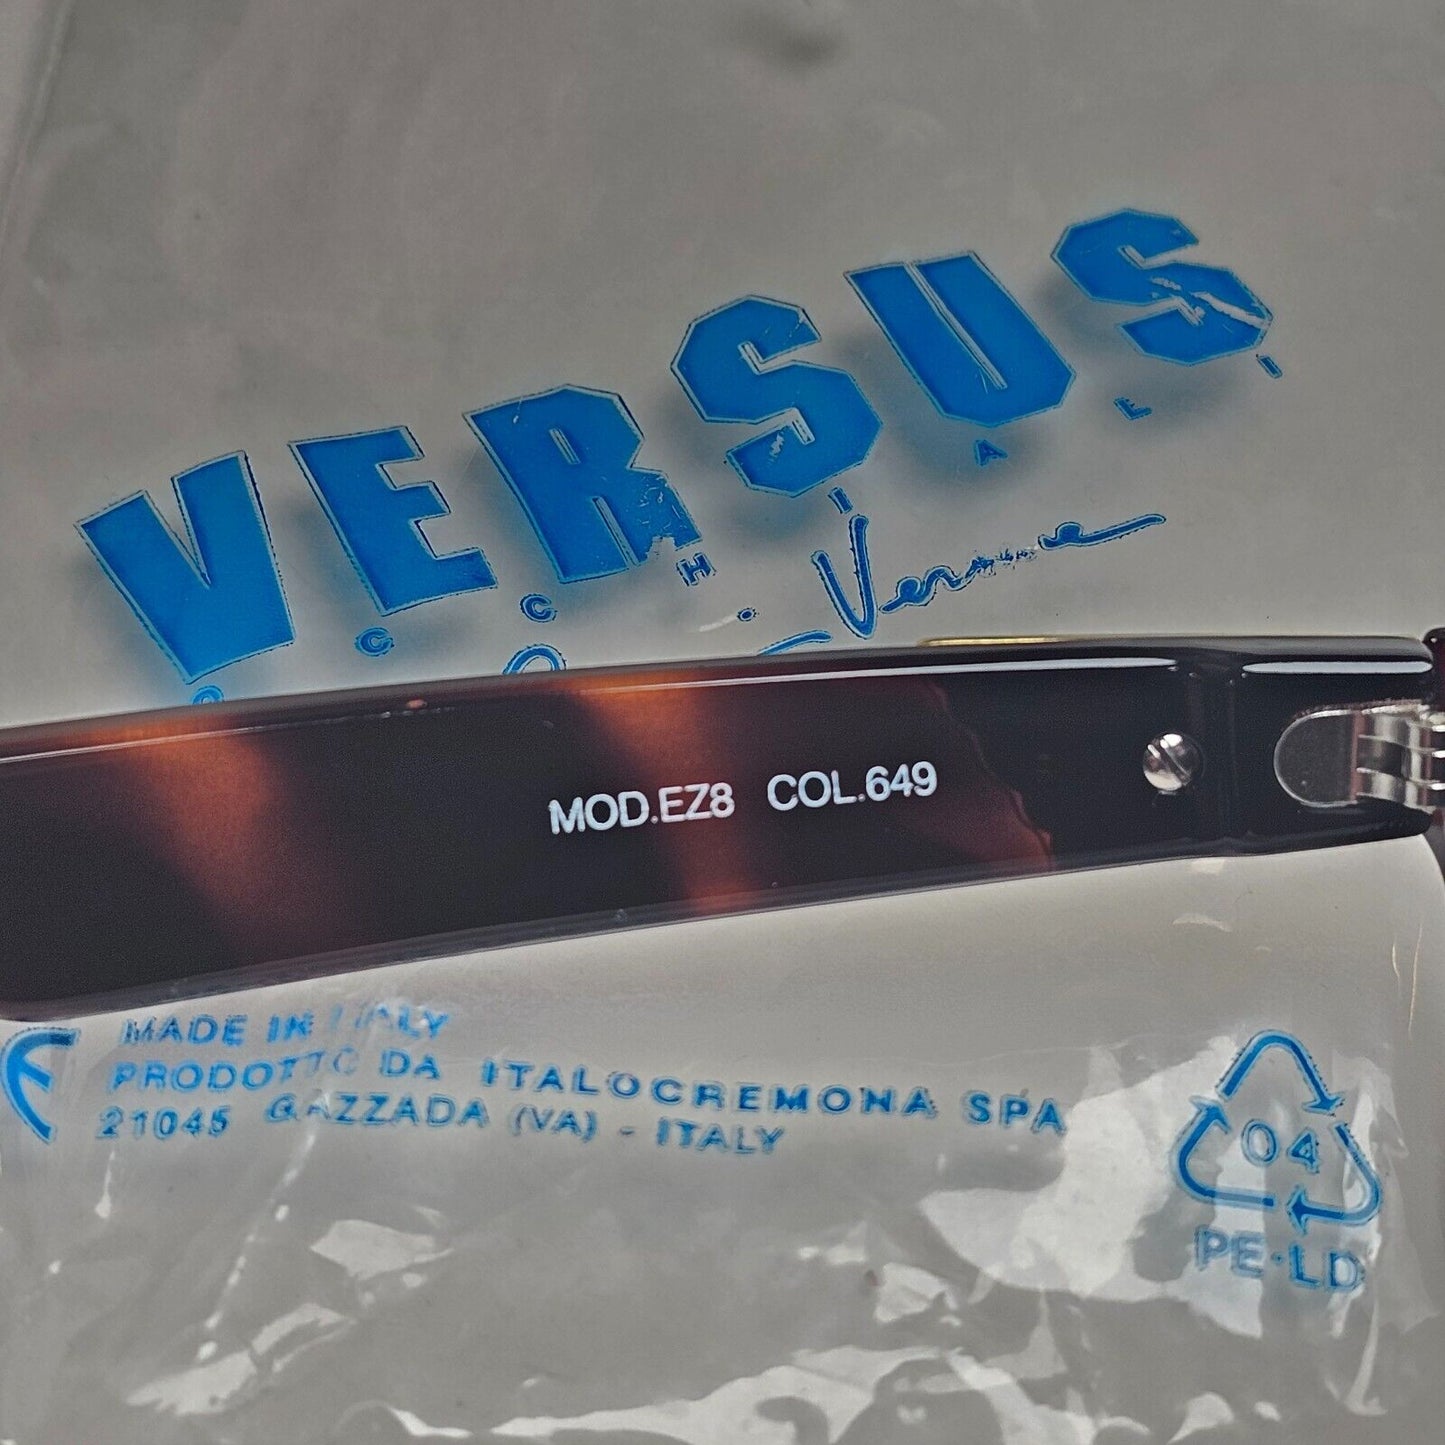 VERSUS
OCCHIALI
MOD.EZ8 COL.649
MADE IN ITALY
PRODOTTO DA ITALOCREMONA SPA
21045 GAZZADA (VA) - ITALY
04
PE-LD